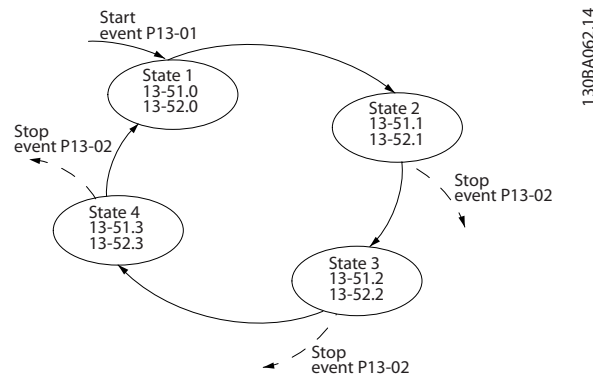 Start
event P13-01
State 1
13-51.0
13-52.0
State 2
13-51.1
13-52.1
Stop
event P13-02
Stop
event P13-02
State 4
13-51.3
13-52.3
State 3
13-51.2
13-52.2
Stop
event P13-02
130BA062.14